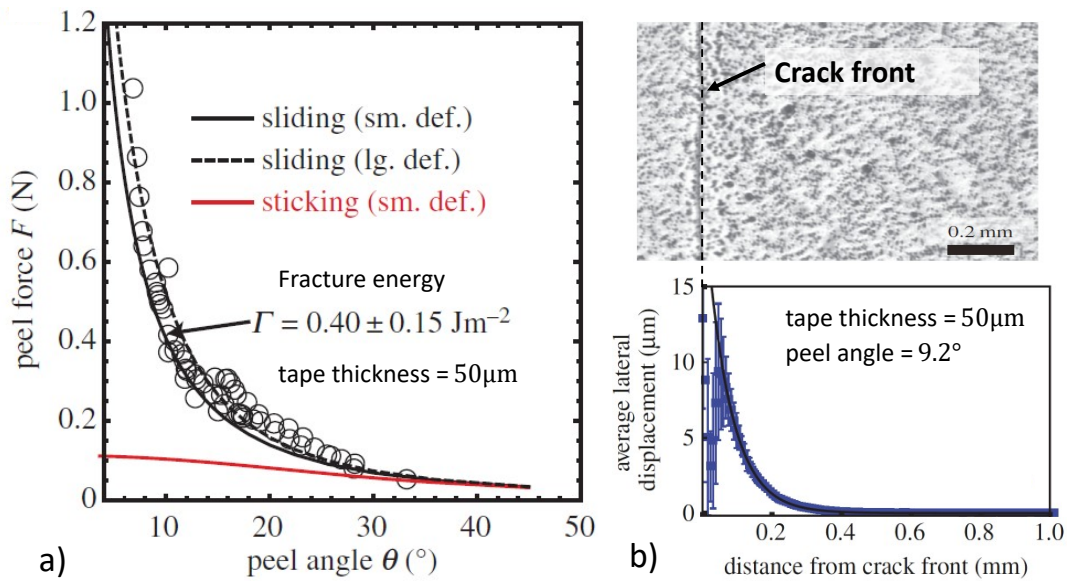 1.2
1.0
0.8
0.6
0.4
0.2
0
peel force F (N)
sliding (sm. def.)
sliding (lg. def.)
sticking (sm. def.)
Fracture energy
Γ = 0.40 ± 0.15 Jm⁻²
tape thickness = 50μm
10 20 30 40 50
peel angle θ (°)
a)
Crack front
0.2 mm
15
10
5
0
average lateral
displacement (μm)
tape thickness = 50μm
peel angle = 9.2°
0.2 0.4 0.6 0.8 1.0
distance from crack front (mm)
b)